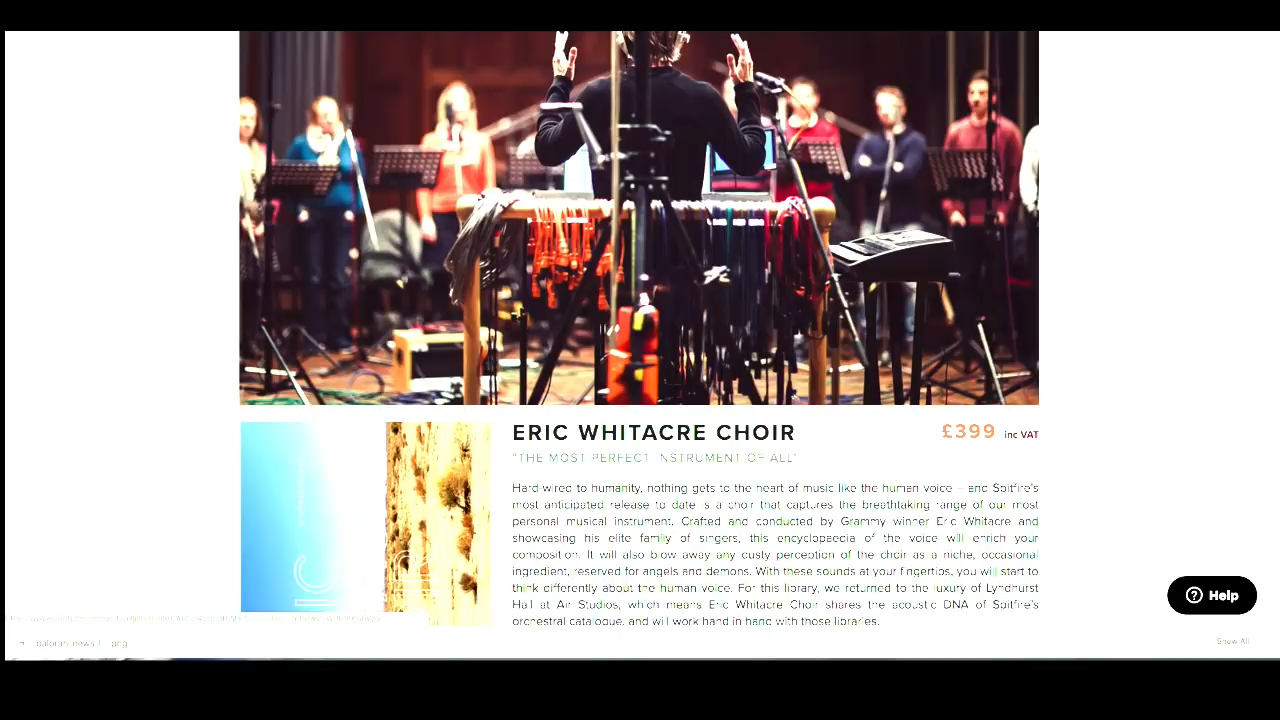 ERIC WHITACRE CHOIR
£399 inc VAT
"THE MOST PERFECT INSTRUMENT OF ALL"
Hard-wired to humanity, nothing gets to the heart of music like the human voice – and Spitfire's
most anticipated release to date is a choir that captures the breathtaking range of our most
personal musical instrument. Crafted and conducted by Grammy winner Eric Whitacre and
showcasing his elite family of singers, this encyclopaedia of the voice will enrich your
composition. It will also blow away any dusty perception of the choir as a niche, occasional
ingredient, reserved for angels and demons. With these sounds at your fingertips, you will start to
think differently about the human voice. For this library, we returned to the luxury of Lyndhurst
Hall at Air Studios, which means Eric Whitacre Choir shares the acoustic DNA of Spitfire's
orchestral catalogue, and will work hand in hand with those libraries.
Help
Show All